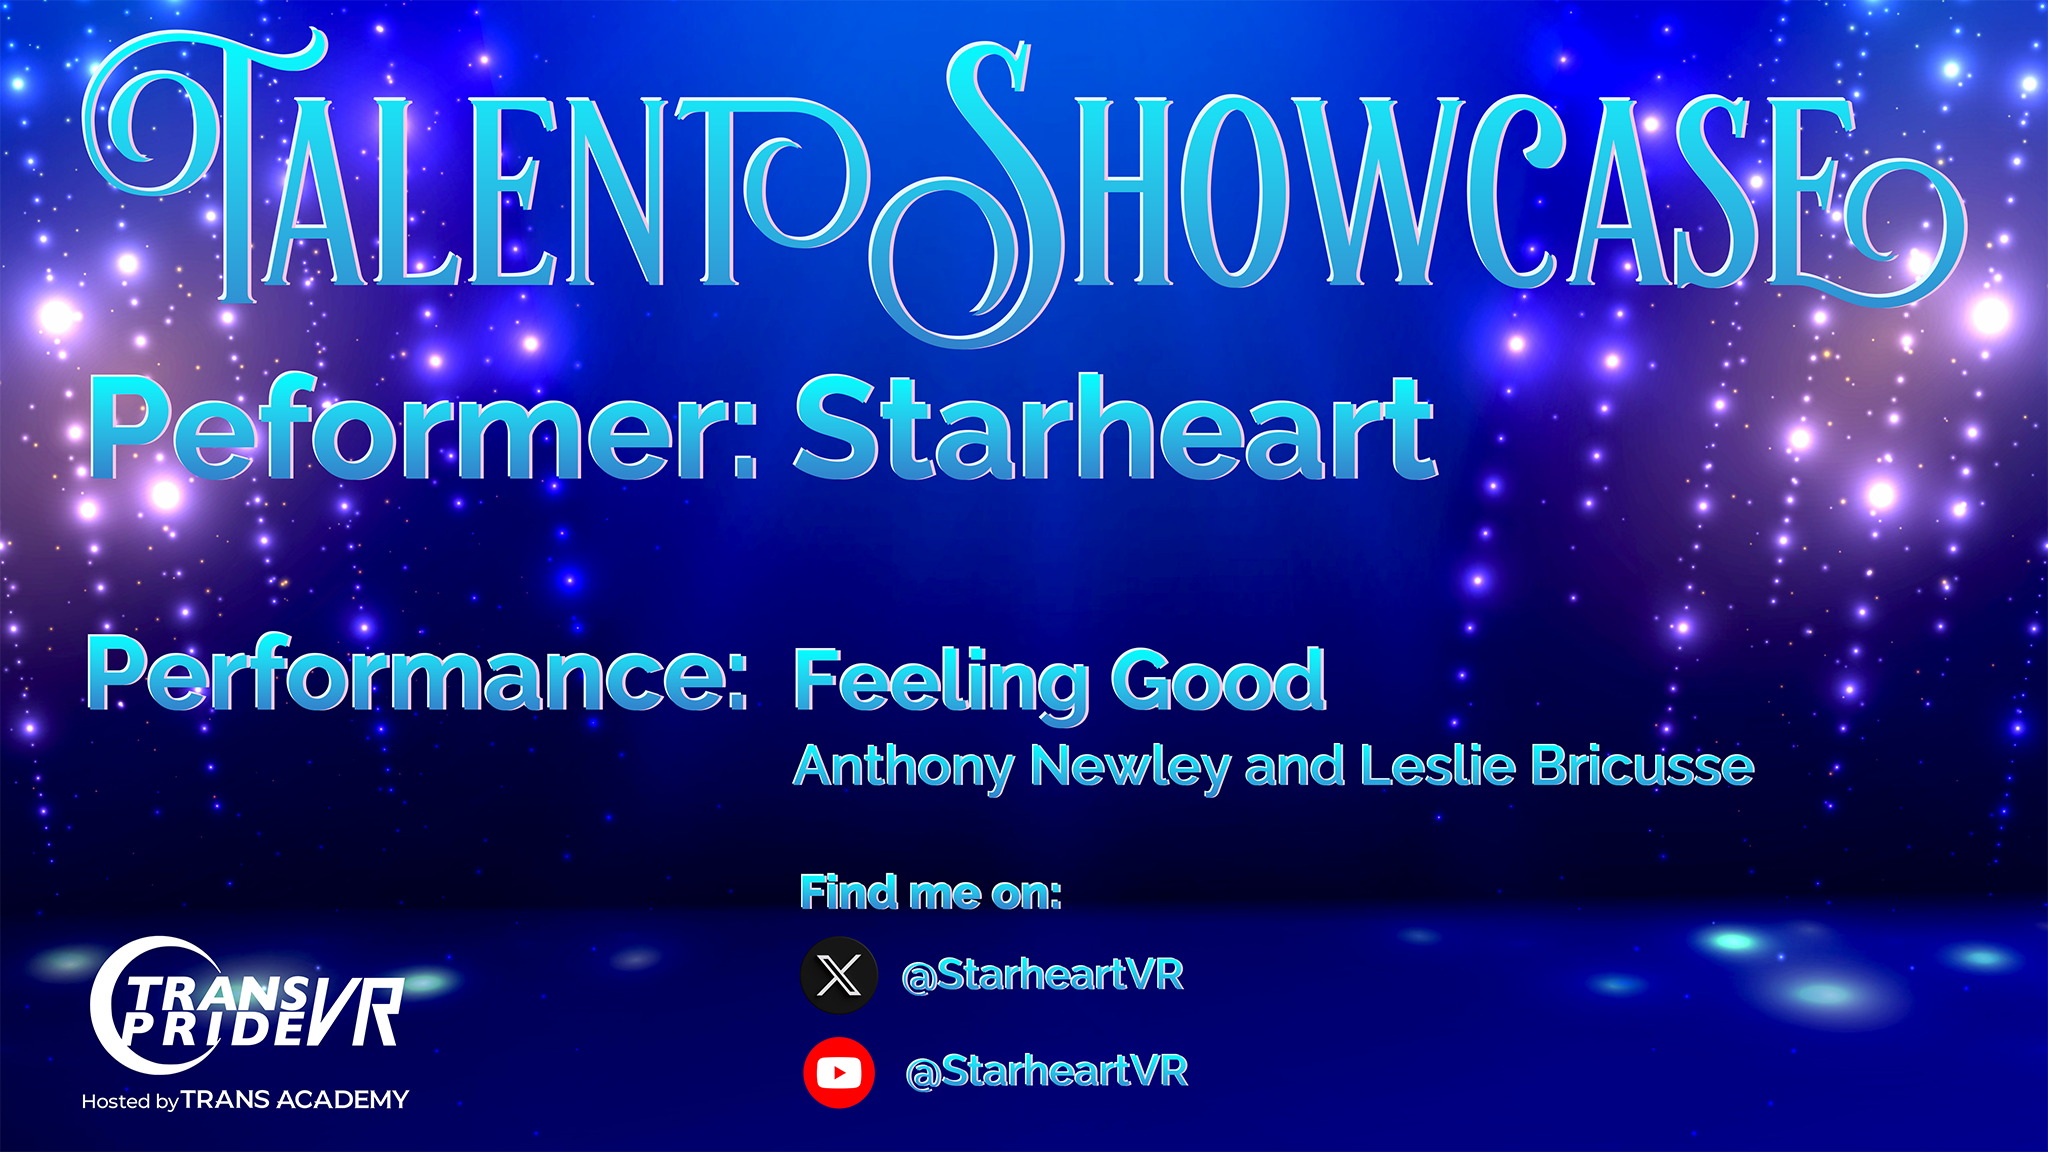 Talent Showcase
Peformer: Starheart
Performance: Feeling Good
Anthony Newley and Leslie Bricusse
Find me on:
@StarheartVR
@StarheartVR
TRANS PRIDE VR
Hosted by TRANS ACADEMY